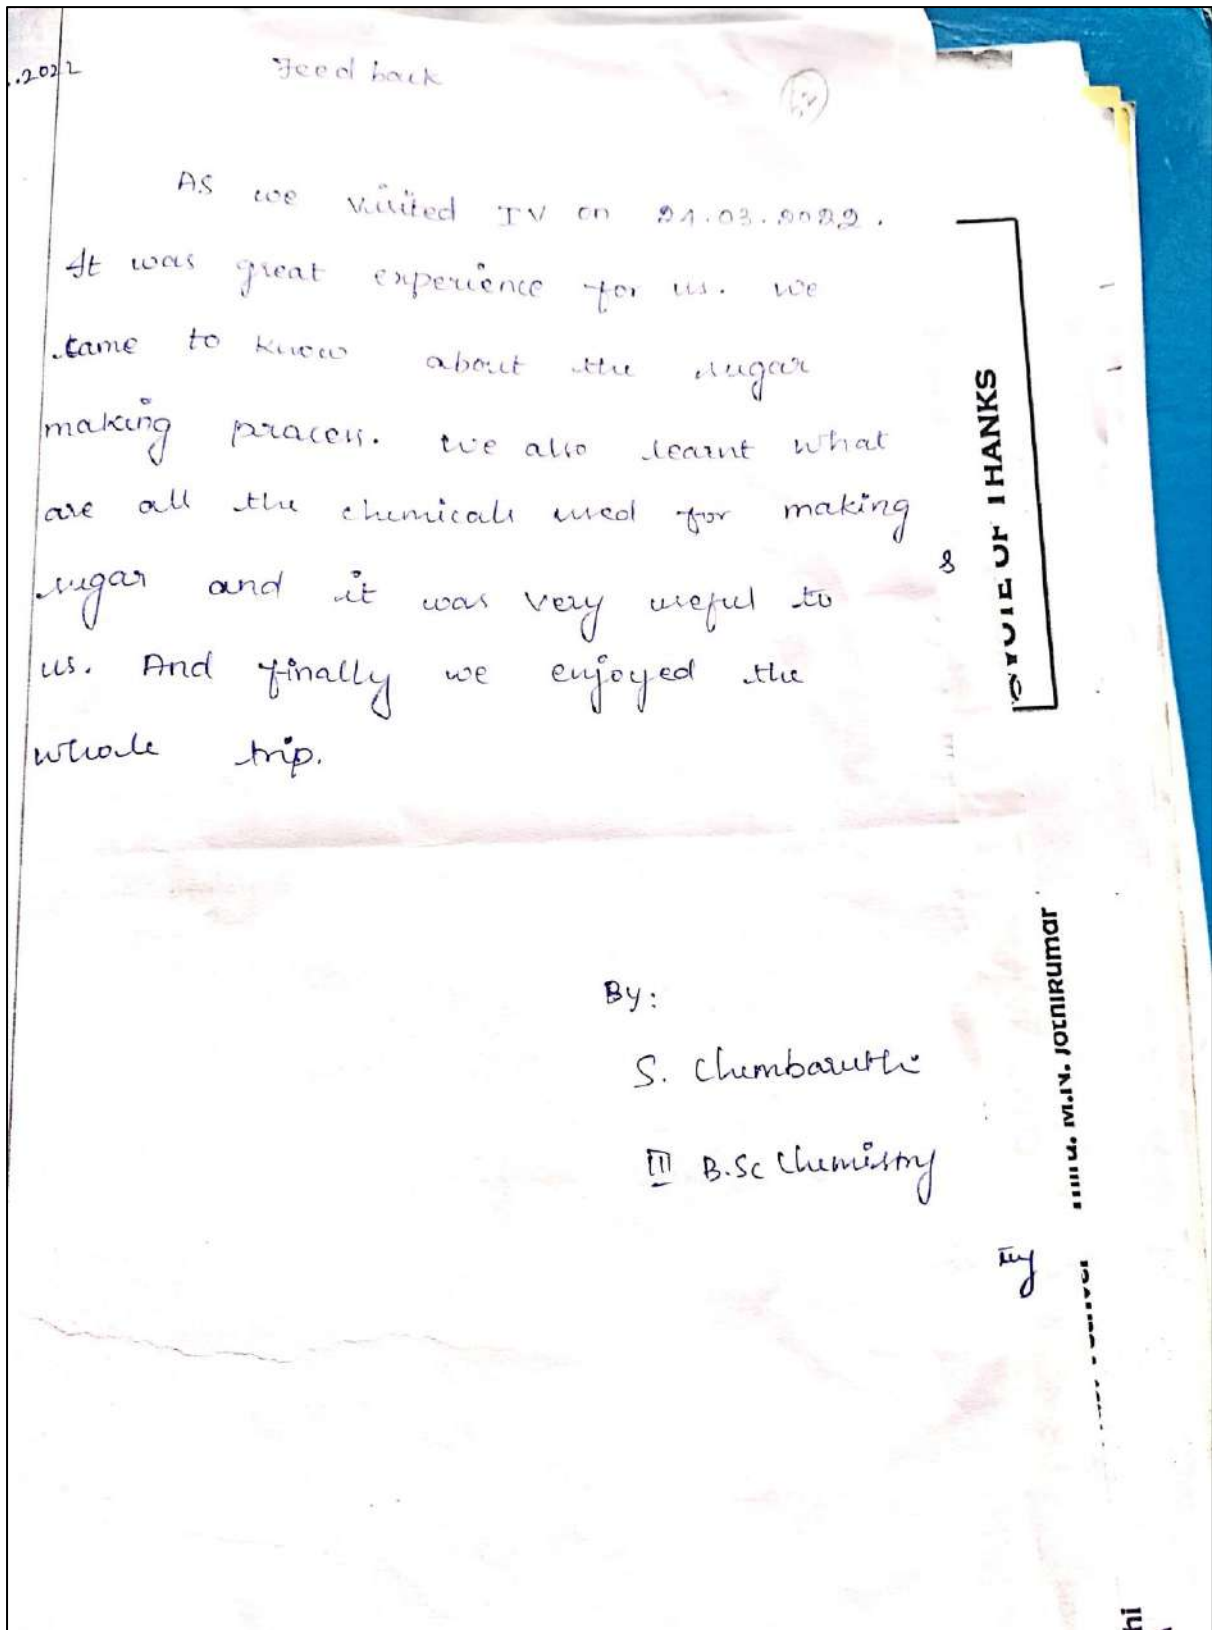 ..2022
Feed back
As we visited IV on 21.03.2022.
It was great experience for us. we
came to know about the sugar
making process. we also learnt what
are all the chemicals used for making
sugar and it was very useful to
us. And finally we enjoyed the
whole trip.
By:
S. Chembaruthi
III B.Sc Chemistry
VOTE OF THANKS
M.N. Jothikumar
hi